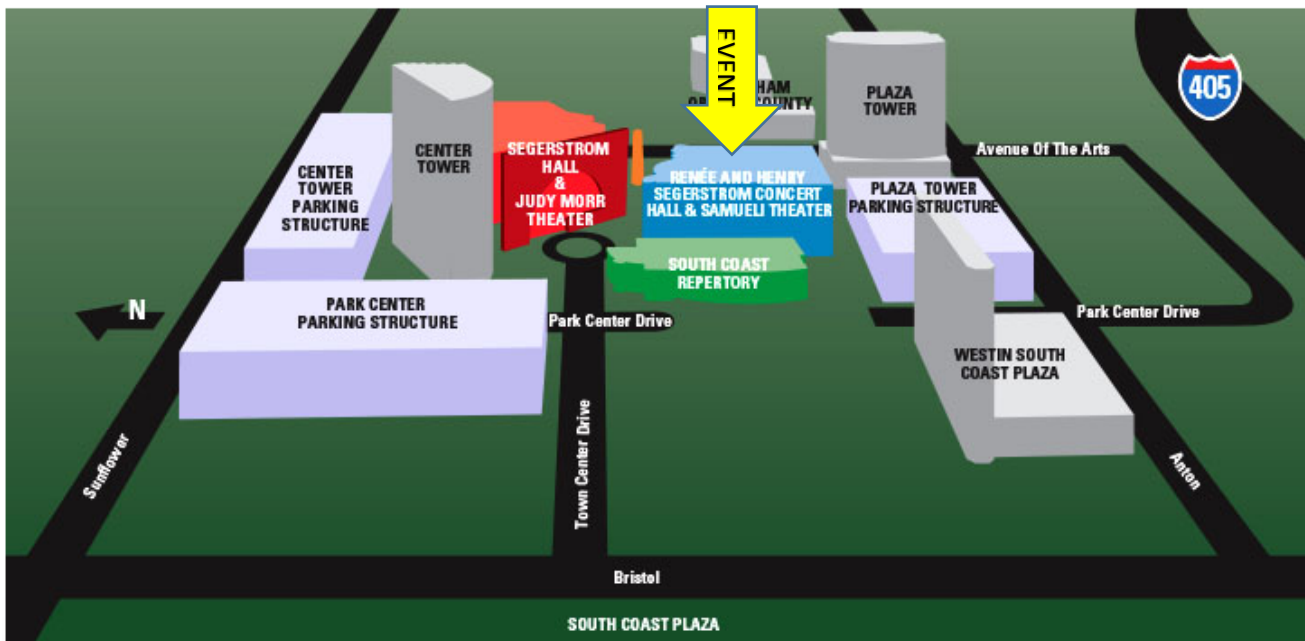 EVENT
HAM
COUNTY
PLAZA
TOWER
405
CENTER
TOWER
SEGERSTROM
HALL
&
JUDY MORR
THEATER
Avenue Of The Arts
CENTER
TOWER
PARKING
STRUCTURE
RENÉE AND HENRY
SEGERSTROM CONCERT
HALL & SAMUELI THEATER
PLAZA TOWER
PARKING STRUCTURE
SOUTH COAST
REPERTORY
N
PARK CENTER
PARKING STRUCTURE
Park Center Drive
Park Center Drive
WESTIN SOUTH
COAST PLAZA
Sunflower
Town Center Drive
Anton
Bristol
SOUTH COAST PLAZA